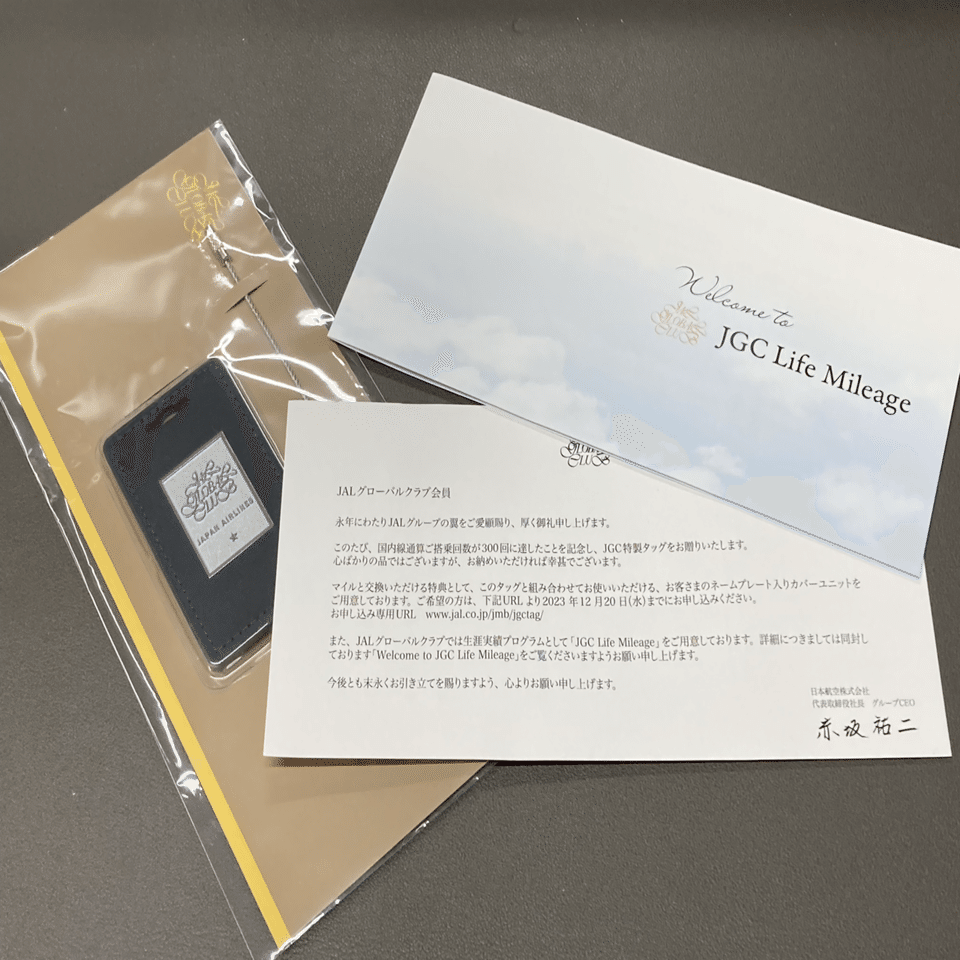 JAL
GLOBAL
CLUB
Welcome to
JAL
GLOBAL
CLUB
JGC Life Mileage
JAL
GLOBAL
CLUB
JAPAN AIRLINES
GLOBAL
CLUB
JALグローバルクラブ会員
永年にわたりJALグループの翼をご愛顧賜り、厚く御礼申し上げます。
このたび、国内線通算ご搭乗回数が300回に達したことを記念し、JGC特製タッグをお贈りいたします。
心ばかりの品ではございますが、お納めいただければ幸甚でございます。
マイルと交換いただける特典として、このタッグと組み合わせてお使いいただける、お客さまのネームプレート入りカバーユニットを
ご用意しております。ご希望の方は、下記URLより2023年12月20日(水)までにお申し込みください。
お申し込み専用URL www.jal.co.jp/jmb/jgctag/
また、JALグローバルクラブでは生涯実績プログラムとして「JGC Life Mileage」をご用意しております。詳細につきましては同封し
ております「Welcome to JGC Life Mileage」をご覧くださいますようお願い申し上げます。
今後とも末永くお引き立てを賜りますよう、心よりお願い申し上げます。
日本航空株式会社
代表取締役社長 グループCEO
赤坂祐二